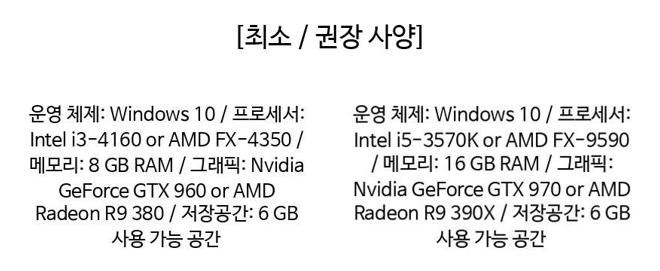 [최소 / 권장 사양]
운영 체제: Windows 10 / 프로세서:
Intel i3-4160 or AMD FX-4350 /
메모리: 8 GB RAM / 그래픽: Nvidia
GeForce GTX 960 or AMD
Radeon R9 380 / 저장공간: 6 GB
사용 가능 공간
운영 체제: Windows 10 / 프로세서:
Intel i5-3570K or AMD FX-9590
/ 메모리: 16 GB RAM / 그래픽:
Nvidia GeForce GTX 970 or AMD
Radeon R9 390X / 저장공간: 6 GB
사용 가능 공간